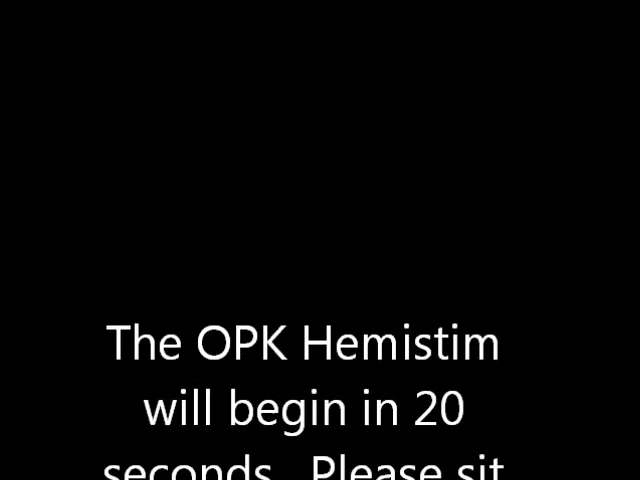 The OPK Hemistim
will begin in 20
seconds. Please sit